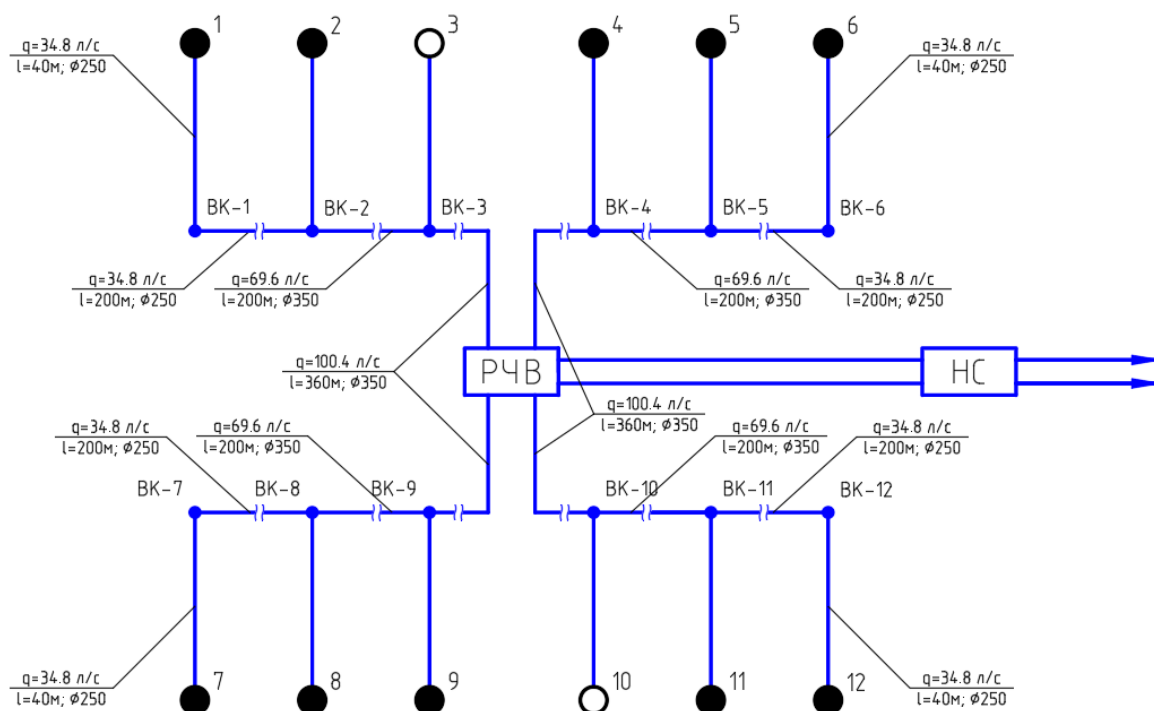 1
2
3
4
5
6
q=34.8 л/с
l=40м; ⌀250
q=34.8 л/с
l=40м; ⌀250
ВК-1
ВК-2
ВК-3
ВК-4
ВК-5
ВК-6
q=34.8 л/с
l=200м; ⌀250
q=69.6 л/с
l=200м; ⌀350
q=69.6 л/с
l=200м; ⌀350
q=34.8 л/с
l=200м; ⌀250
q=100.4 л/с
l=360м; ⌀350
РЧВ
НС
q=100.4 л/с
l=360м; ⌀350
q=34.8 л/с
l=200м; ⌀250
q=69.6 л/с
l=200м; ⌀350
q=69.6 л/с
l=200м; ⌀350
q=34.8 л/с
l=200м; ⌀250
ВК-7
ВК-8
ВК-9
ВК-10
ВК-11
ВК-12
q=34.8 л/с
l=40м; ⌀250
q=34.8 л/с
l=40м; ⌀250
7
8
9
10
11
12